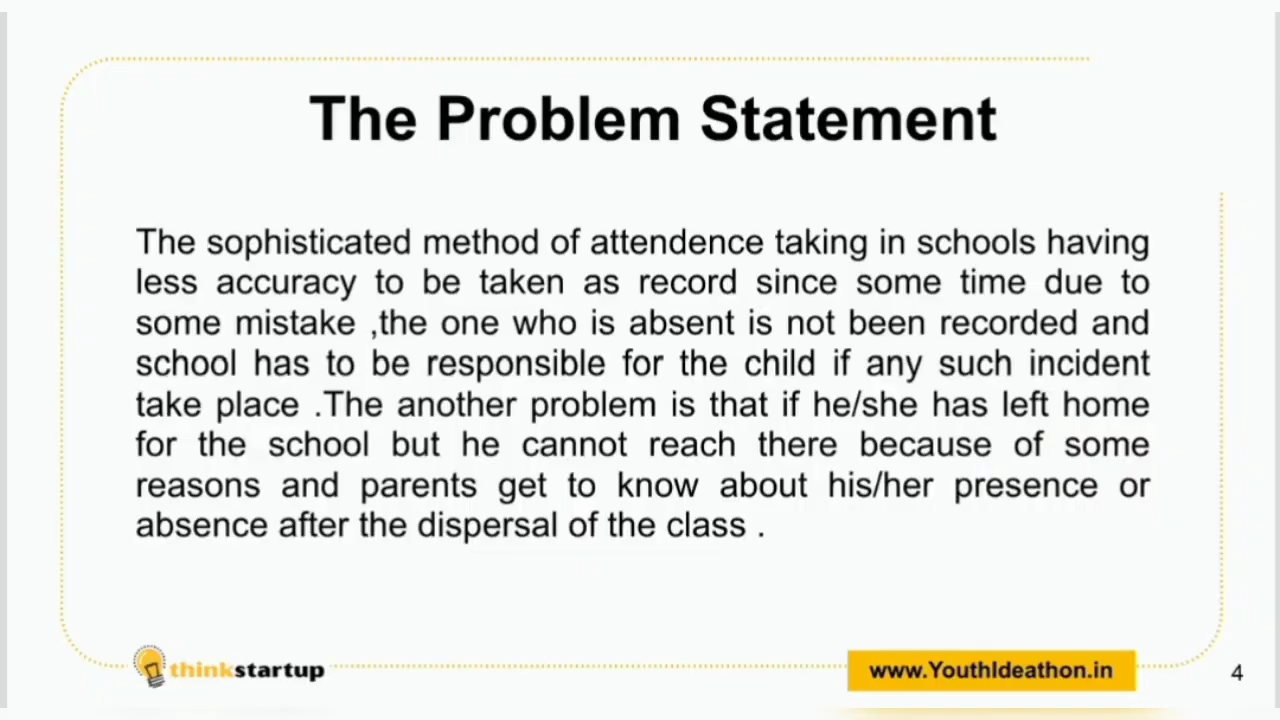 The Problem Statement
The sophisticated method of attendence taking in schools having
less accuracy to be taken as record since some time due to
some mistake ,the one who is absent is not been recorded and
school has to be responsible for the child if any such incident
take place .The another problem is that if he/she has left home
for the school but he cannot reach there because of some
reasons and parents get to know about his/her presence or
absence after the dispersal of the class .
thinkstartup
www.YouthIdeathon.in
4